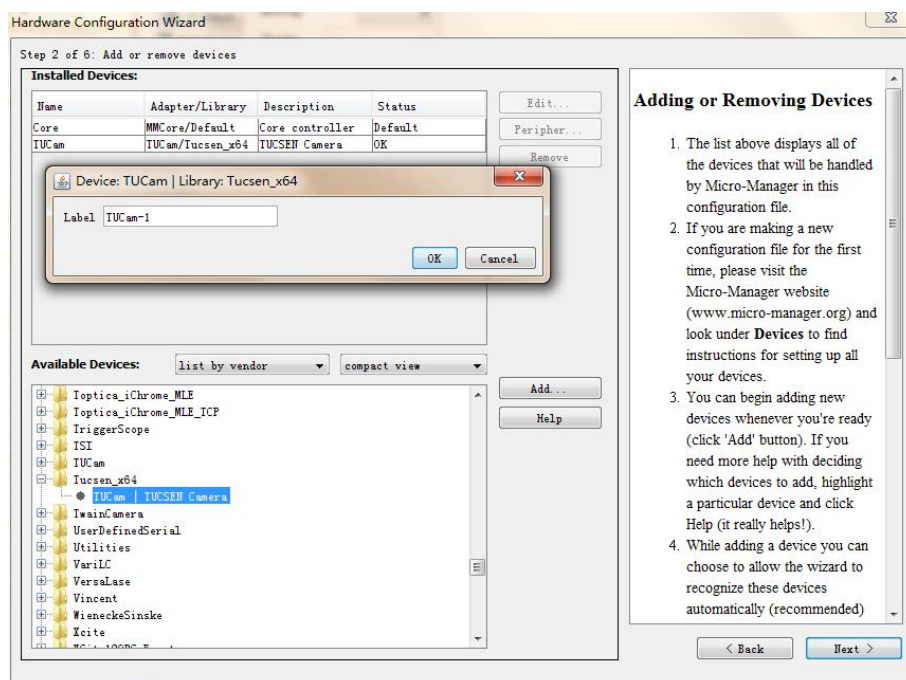 Hardware Configuration Wizard
Step 2 of 6: Add or remove devices
Installed Devices:
Name Adapter/Library Description Status
Core MMCore/Default Core controller Default
TUCam TUCam/Tucsen_x64 TUCSEN Camera OK
Edit...
Peripher...
Remove
Device: TUCam | Library: Tucsen_x64
Label TUCam-1
OK Cancel
Available Devices: list by vendor compact view
Toptica_iChrome_MLE
Toptica_iChrome_MLE_TCP
TriggerScope
TSI
TUCam
Tucsen_x64
TUCam | TUCSEN Camera
TwainCamera
UserDefinedSerial
Utilities
VariLC
VersaLase
Vincent
WieneckeSinske
Xcite
Add...
Help
Adding or Removing Devices
1. The list above displays all of
the devices that will be handled
by Micro-Manager in this
configuration file.
2. If you are making a new
configuration file for the first
time, please visit the
Micro-Manager website
(www.micro-manager.org) and
look under Devices to find
instructions for setting up all
your devices.
3. You can begin adding new
devices whenever you're ready
(click 'Add' button). If you
need more help with deciding
which devices to add, highlight
a particular device and click
Help (it really helps!).
4. While adding a device you can
choose to allow the wizard to
recognize these devices
automatically (recommended)
< Back Next >